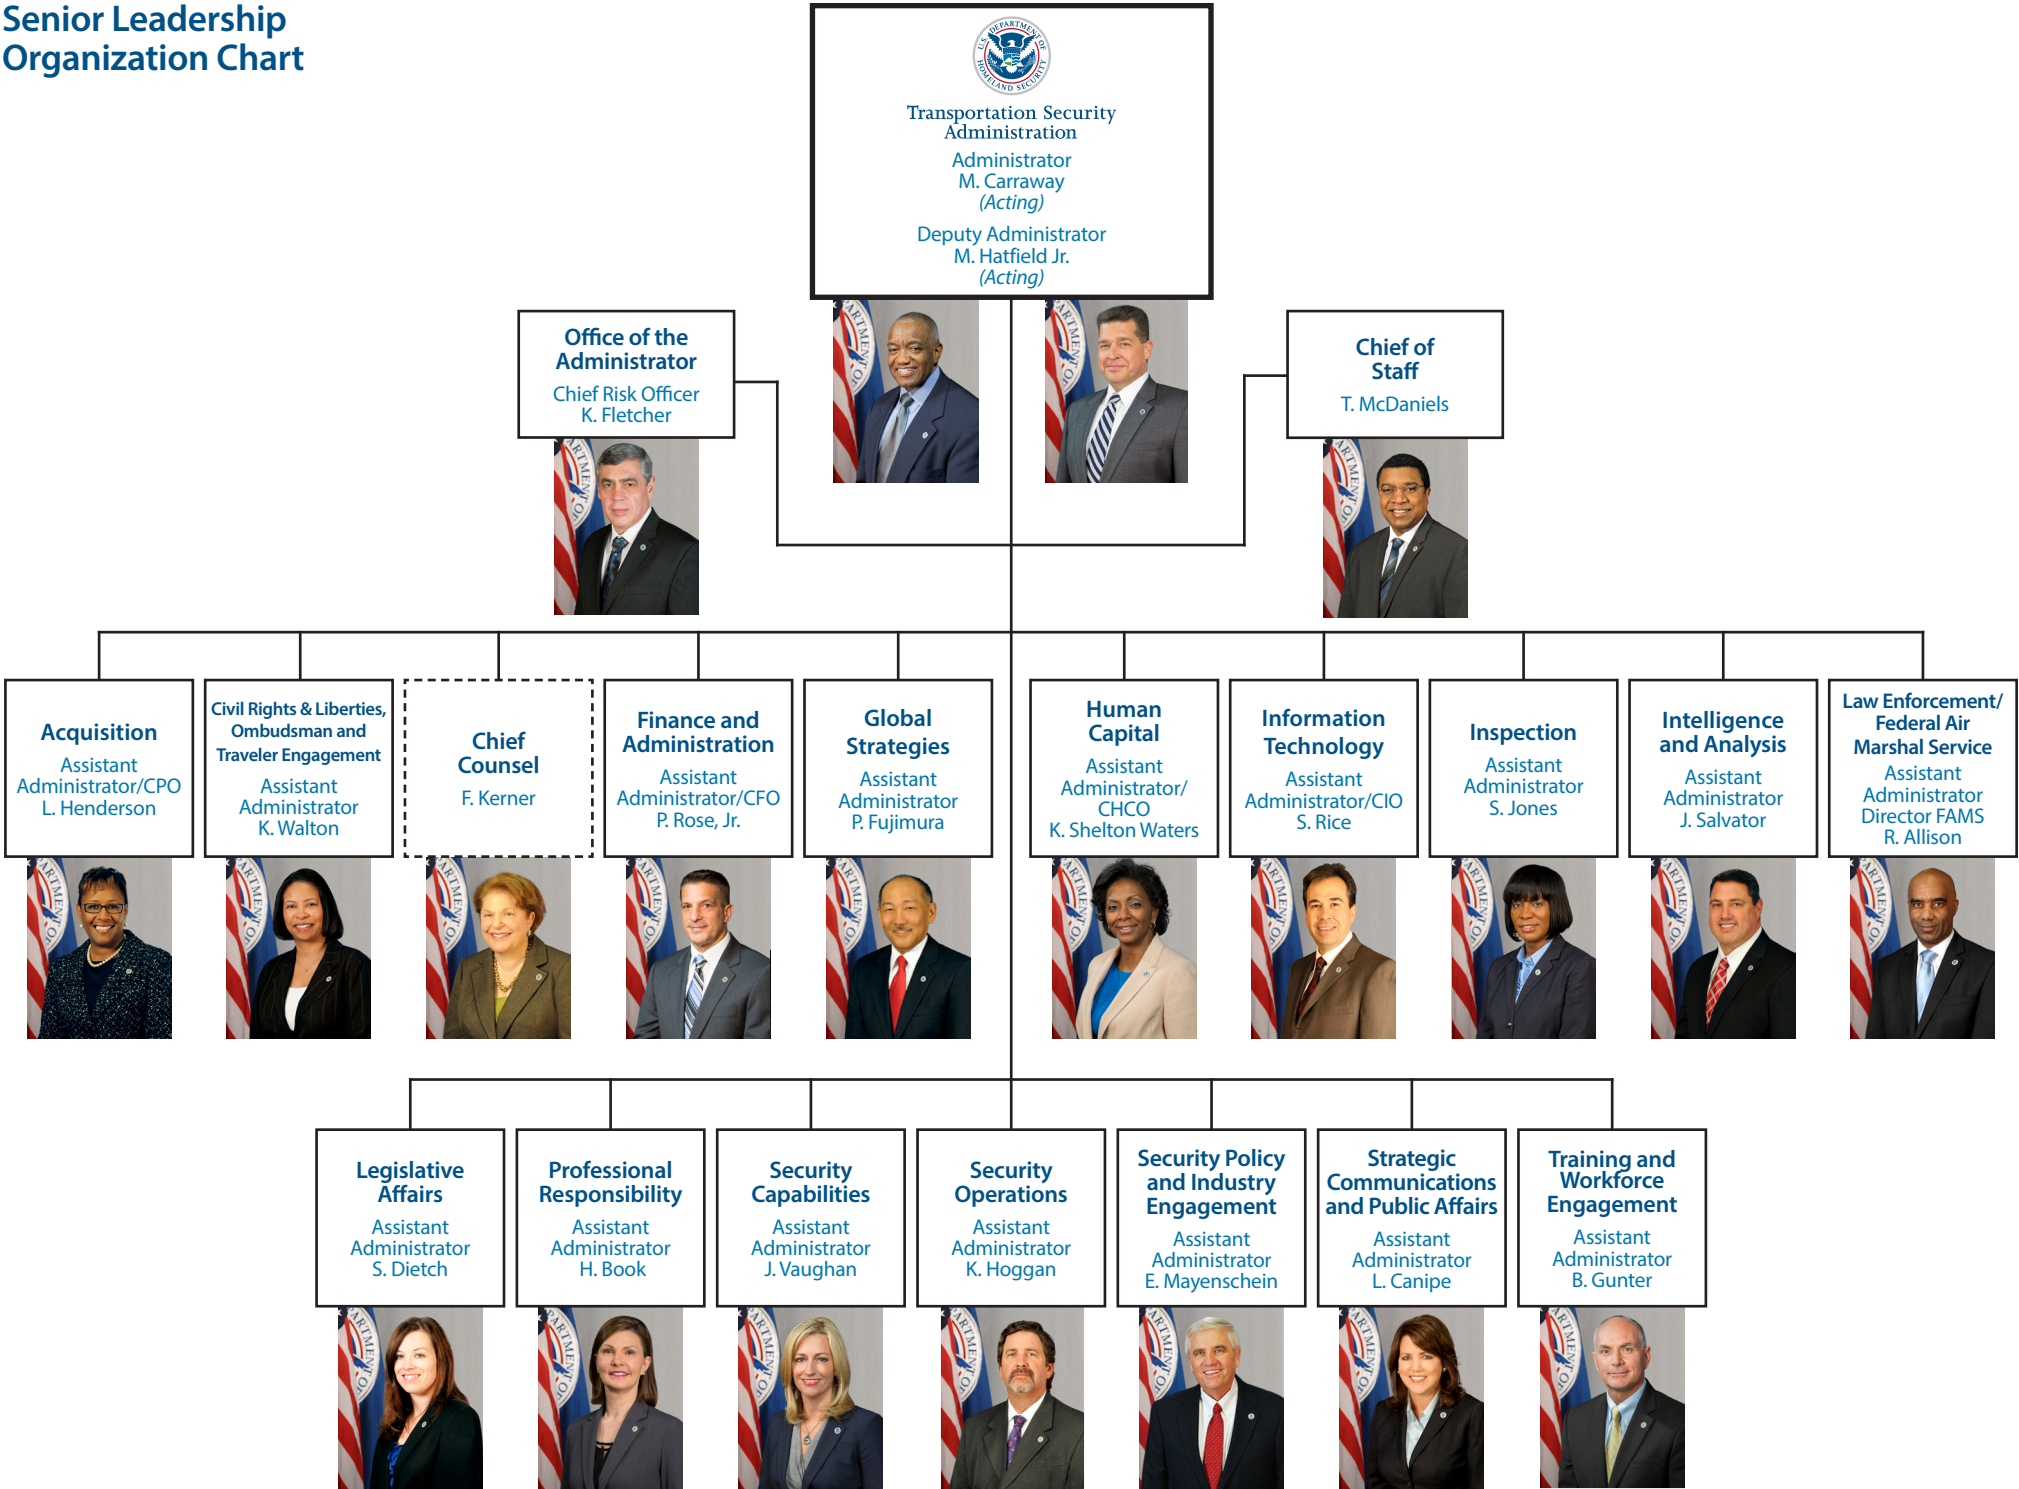 Senior Leadership
Organization Chart
U.S. DEPARTMENT OF
HOMELAND SECURITY
Transportation Security
Administration
Administrator
M. Carraway
(Acting)
Deputy Administrator
M. Hatfield Jr.
(Acting)
Office of the
Administrator
Chief Risk Officer
K. Fletcher
Chief of
Staff
T. McDaniels
Acquisition
Assistant
Administrator/CPO
L. Henderson
Civil Rights & Liberties,
Ombudsman and
Traveler Engagement
Assistant
Administrator
K. Walton
Chief
Counsel
F. Kerner
Finance and
Administration
Assistant
Administrator/CFO
P. Rose, Jr.
Global
Strategies
Assistant
Administrator
P. Fujimura
Human
Capital
Assistant
Administrator/
CHCO
K. Shelton Waters
Information
Technology
Assistant
Administrator/CIO
S. Rice
Inspection
Assistant
Administrator
S. Jones
Intelligence
and Analysis
Assistant
Administrator
J. Salvator
Law Enforcement/
Federal Air
Marshal Service
Assistant
Administrator
Director FAMS
R. Allison
Legislative
Affairs
Assistant
Administrator
S. Dietch
Professional
Responsibility
Assistant
Administrator
H. Book
Security
Capabilities
Assistant
Administrator
J. Vaughan
Security
Operations
Assistant
Administrator
K. Hoggan
Security Policy
and Industry
Engagement
Assistant
Administrator
E. Mayenschein
Strategic
Communications
and Public Affairs
Assistant
Administrator
L. Canipe
Training and
Workforce
Engagement
Assistant
Administrator
B. Gunter